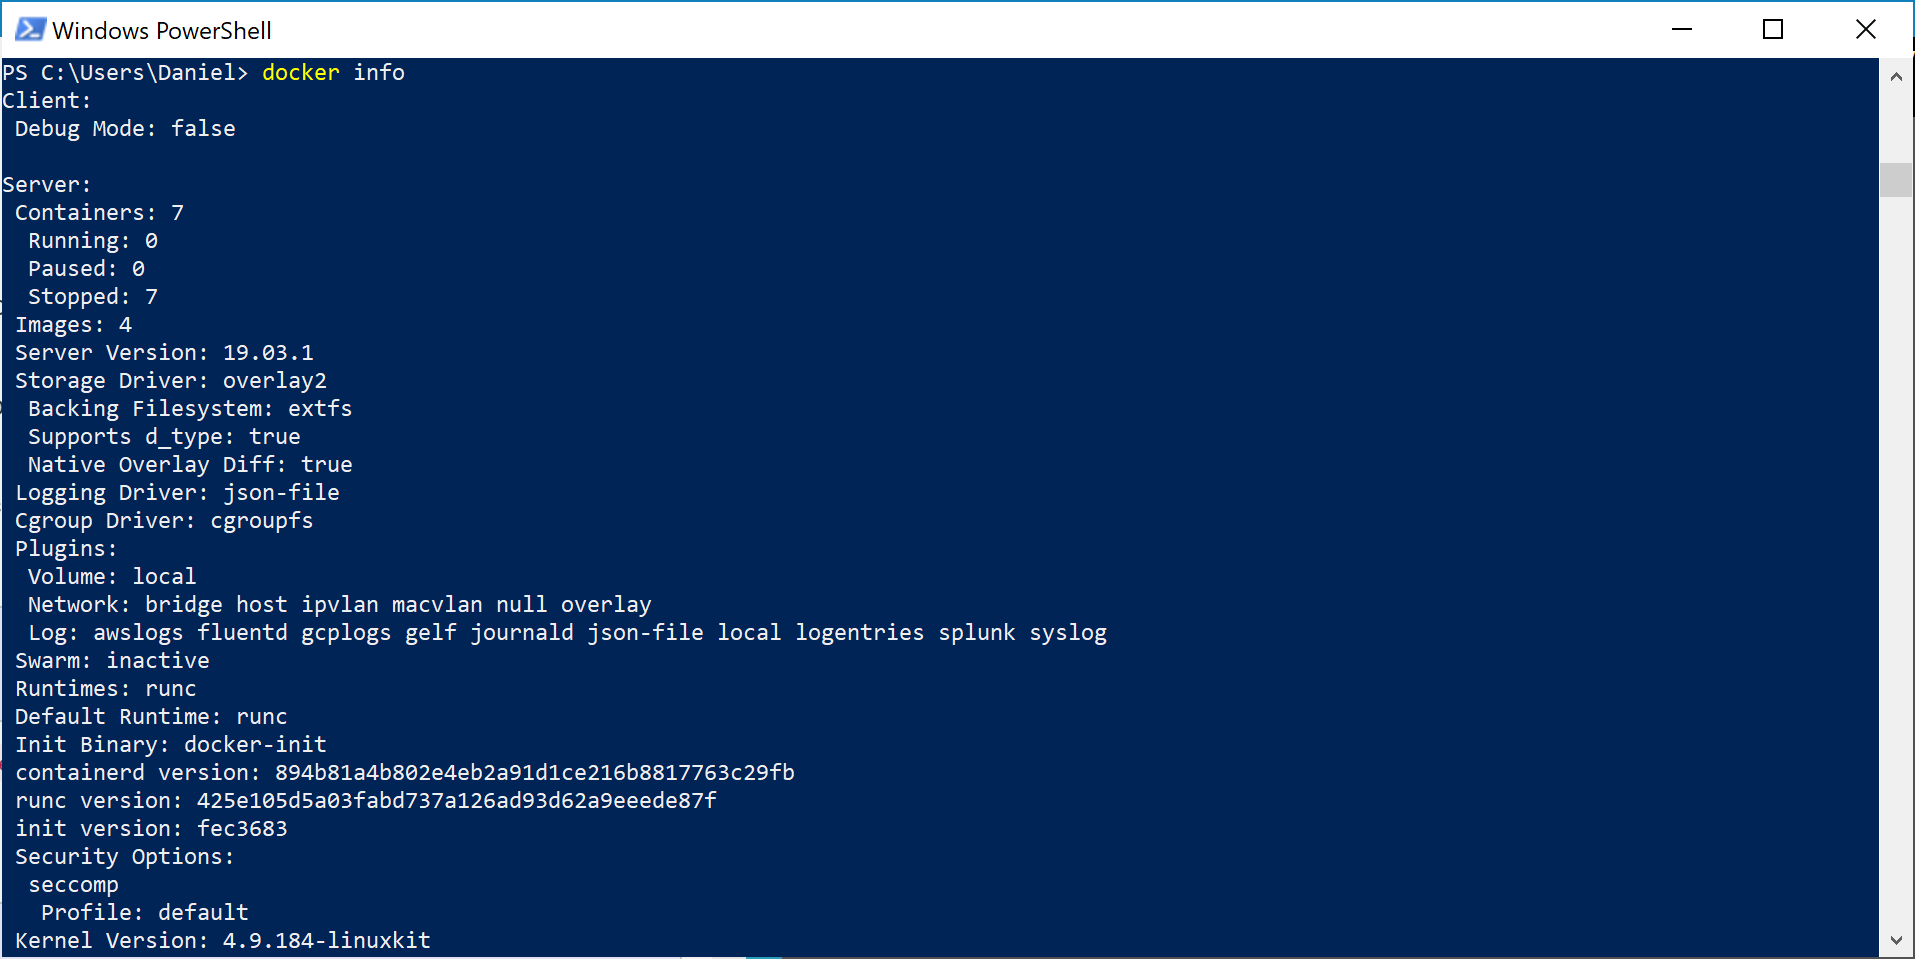 Windows PowerShell
PS C:\Users\Daniel> docker info
Client:
 Debug Mode: false

Server:
 Containers: 7
  Running: 0
  Paused: 0
  Stopped: 7
 Images: 4
 Server Version: 19.03.1
 Storage Driver: overlay2
  Backing Filesystem: extfs
  Supports d_type: true
  Native Overlay Diff: true
 Logging Driver: json-file
 Cgroup Driver: cgroupfs
 Plugins:
  Volume: local
  Network: bridge host ipvlan macvlan null overlay
  Log: awslogs fluentd gcplogs gelf journald json-file local logentries splunk syslog
 Swarm: inactive
 Runtimes: runc
 Default Runtime: runc
 Init Binary: docker-init
 containerd version: 894b81a4b802e4eb2a91d1ce216b8817763c29fb
 runc version: 425e105d5a03fabd737a126ad93d62a9eeede87f
 init version: fec3683
 Security Options:
  seccomp
   Profile: default
 Kernel Version: 4.9.184-linuxkit